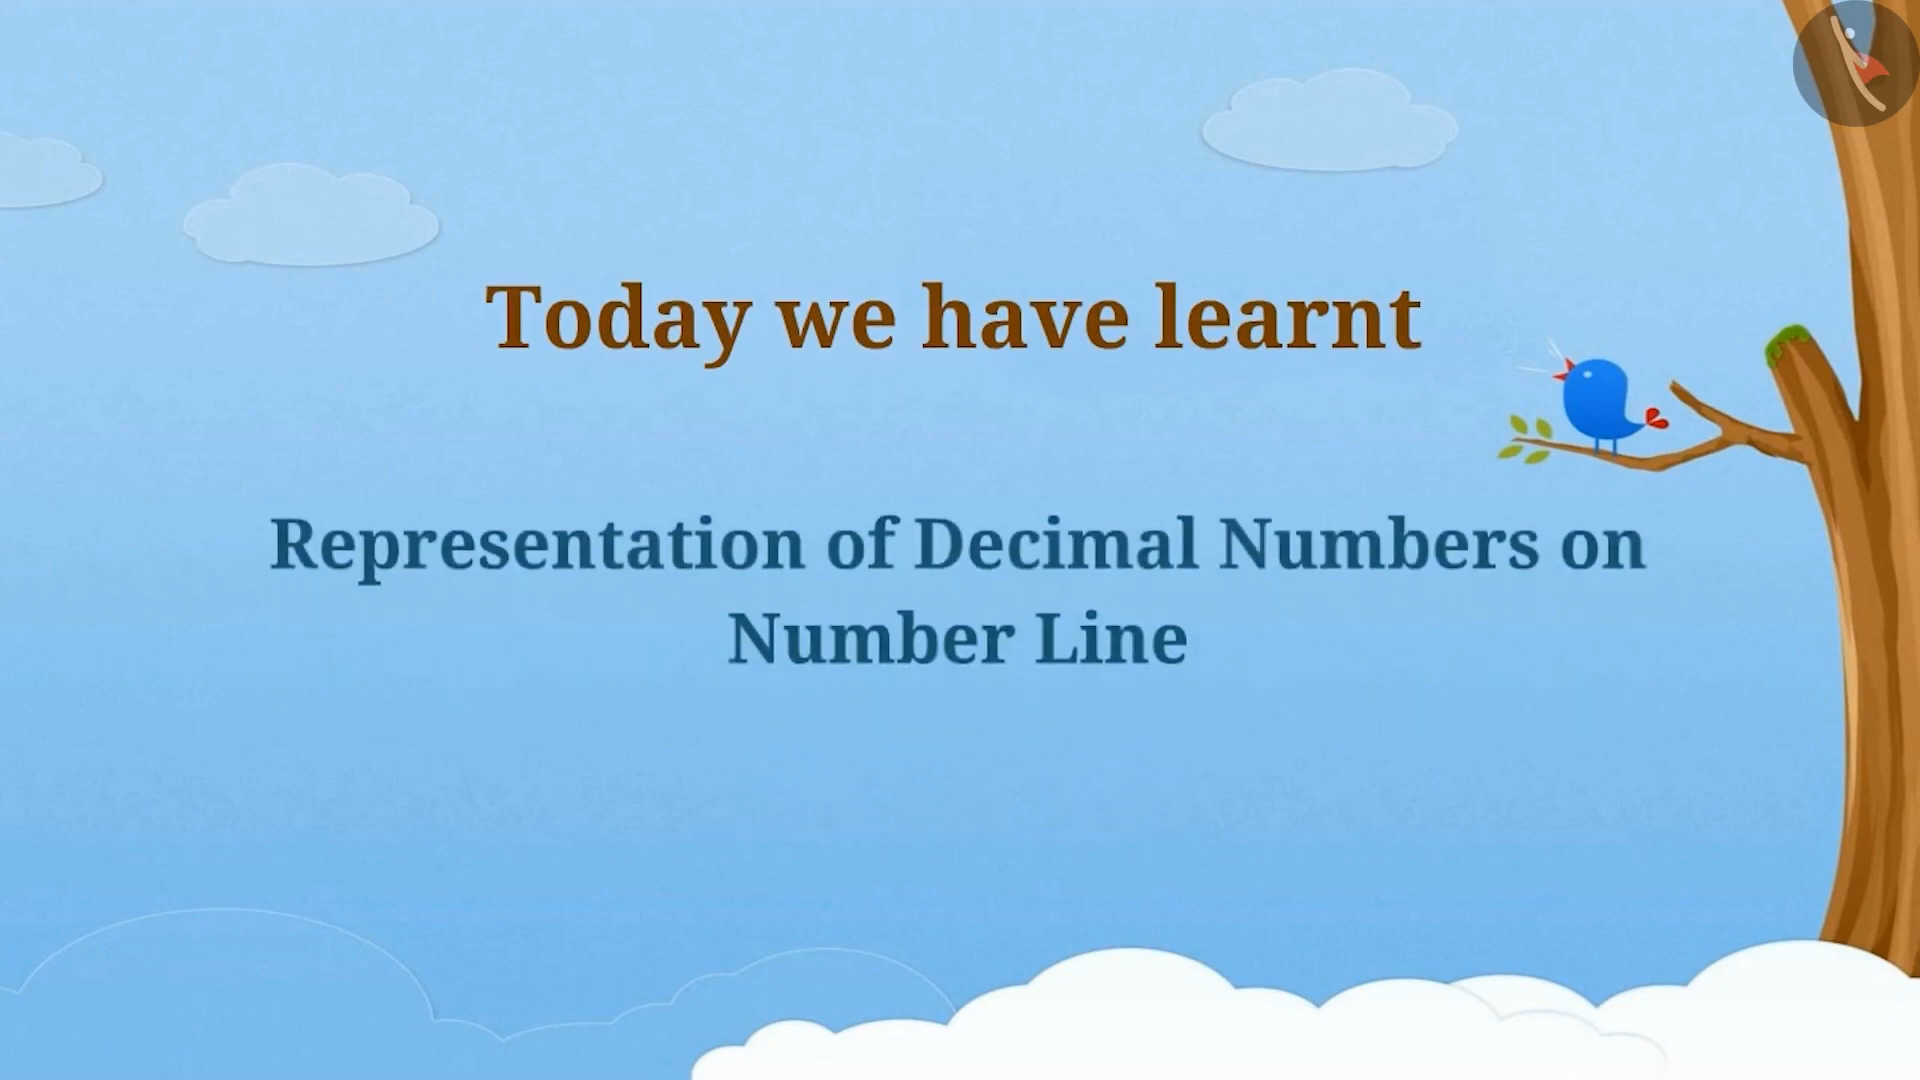 Today we have learnt
Representation of Decimal Numbers on
Number Line